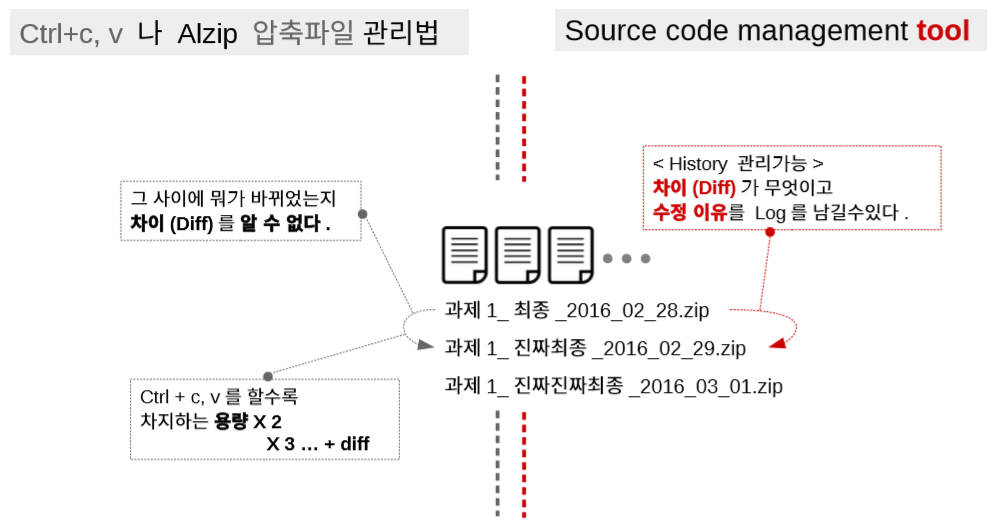 Ctrl+c, v 나 Alzip 압축파일 관리법
Source code management tool
< History 관리가능 >
차이 (Diff) 가 무엇이고
수정 이유를 Log 를 남길수있다 .
그 사이에 뭐가 바뀌었는지
차이 (Diff) 를 알 수 없다 .
과제 1_ 최종 _2016_02_28.zip
과제 1_ 진짜최종 _2016_02_29.zip
과제 1_ 진짜진짜최종 _2016_03_01.zip
Ctrl + c, v 를 할수록
차지하는 용량 X 2
X 3 … + diff